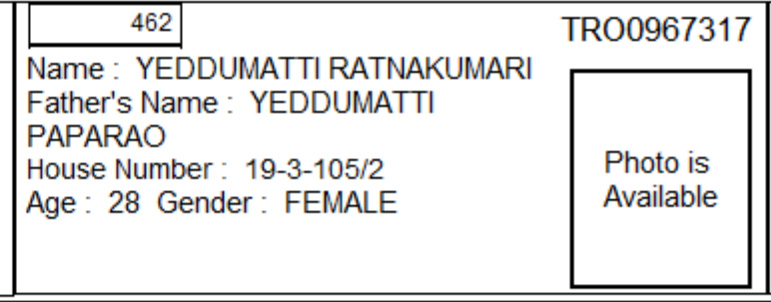 462
TRO0967317
Name : YEDDUMATTI RATNAKUMARI
Father's Name : YEDDUMATTI
PAPARAO
House Number : 19-3-105/2
Age : 28 Gender : FEMALE
Photo is
Available